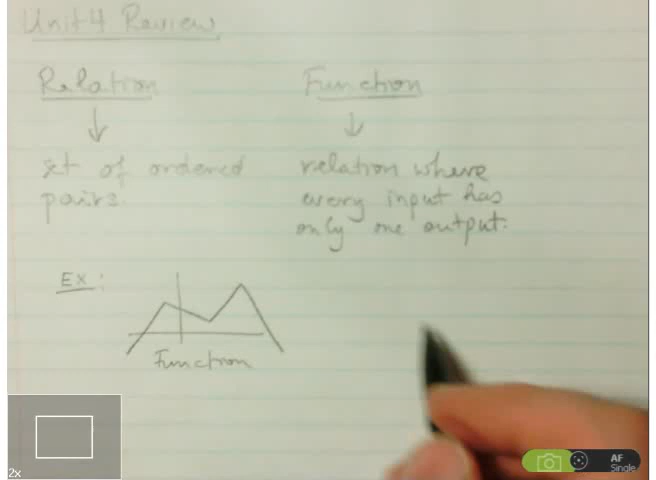 Unit 4 Review
Relation
Function
set of ordered
pairs.
relation where
every input has
only one output.
Ex:
Function
2x
AF
Single